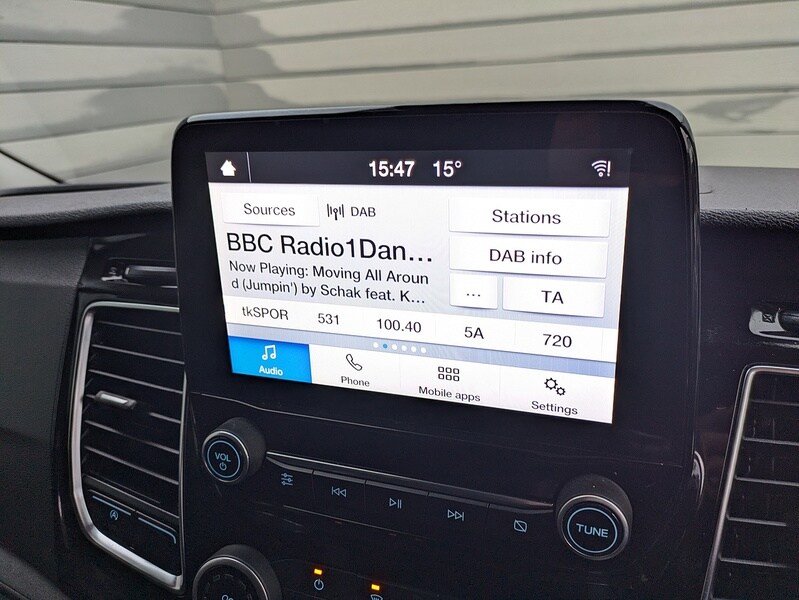 15:47 15°
Sources DAB Stations
BBC Radio1Dan...
DAB info
Now Playing: Moving All Aroun
d (Jumpin') by Schak feat. K...
... TA
tkSPOR 531 100.40 5A 720
Audio Phone Mobile apps Settings
VOL
TUNE